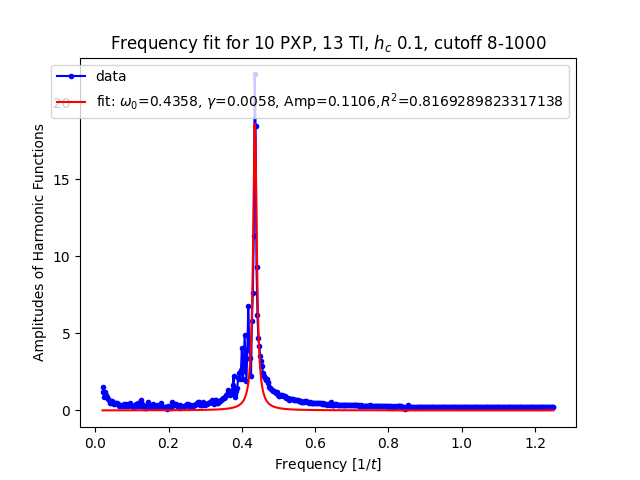 Frequency fit for 10 PXP, 13 TI, $h_c$ 0.1, cutoff 8-1000
data
fit: $\omega_0$=0.4358, $\gamma$=0.0058, Amp=0.1106,$R^2$=0.8169289823317138
Amplitudes of Harmonic Functions
20
15
10
5
0
0.0 0.2 0.4 0.6 0.8 1.0 1.2
Frequency [1/$t$]